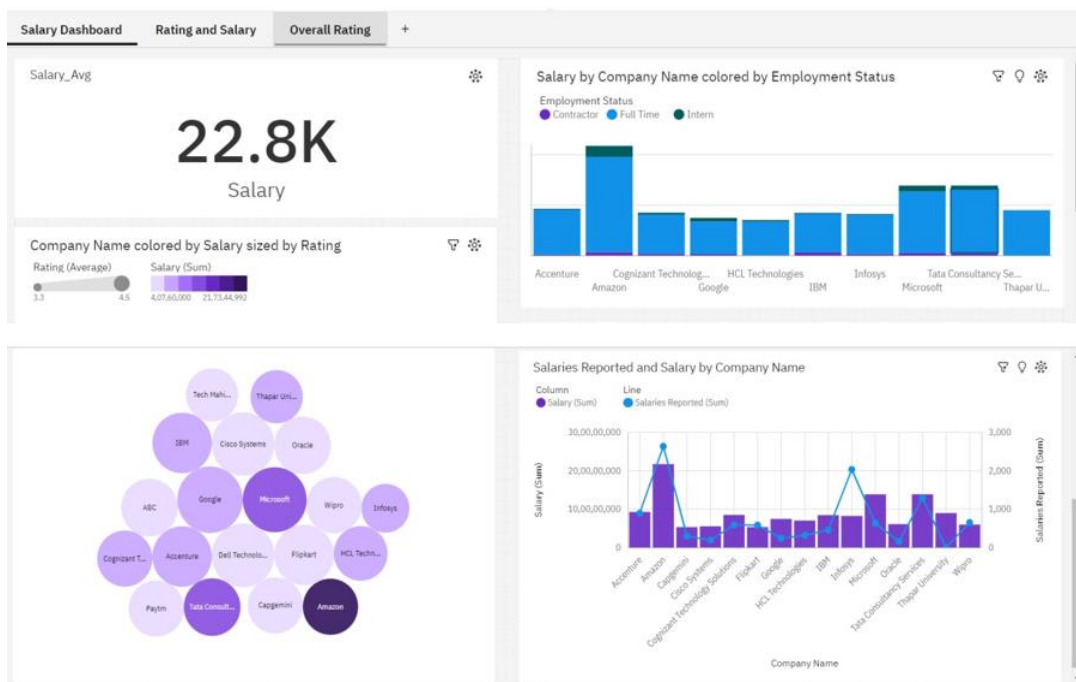 Salary Dashboard Rating and Salary Overall Rating +
Salary_Avg
22.8K
Salary
Company Name colored by Salary sized by Rating
Rating (Average) Salary (Sum)
3.3 4.5 4,07,60,000 21,73,44,992
Salary by Company Name colored by Employment Status
Employment Status
Contractor Full Time Intern
Accenture Cognizant Technolog... HCL Technologies Infosys Tata Consultancy Se...
Amazon Google IBM Microsoft Thapar U...
Tech Mahi... Thapar Uni...
IBM Cisco Systems Oracle
ABC Google Microsoft Wipro Infosys
Cognizant T... Accenture Dell Technolo... Flipkart HCL Techn...
Paytm Tata Consult... Capgemini Amazon
Salaries Reported and Salary by Company Name
Column Line
Salary (Sum) Salaries Reported (Sum)
30,00,00,000 3,000
20,00,00,000 2,000
10,00,00,000 1,000
0 0
Salary (Sum)
Salaries Reported (Sum)
Accenture
Amazon
Capgemini
Cisco Systems
Cognizant Technology Solutions
Flipkart
Google
HCL Technologies
IBM
Infosys
Microsoft
Oracle
Tata Consultancy Services
Thapar University
Wipro
Company Name